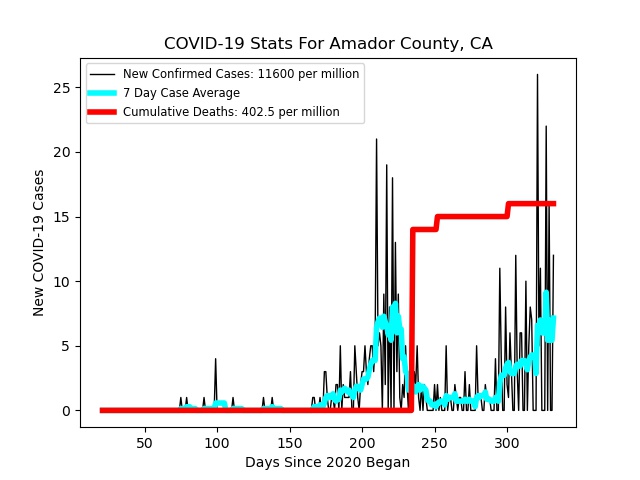 COVID-19 Stats For Amador County, CA
New Confirmed Cases: 11600 per million
7 Day Case Average
Cumulative Deaths: 402.5 per million
New COVID-19 Cases
25
20
15
10
5
0
50 100 150 200 250 300
Days Since 2020 Began